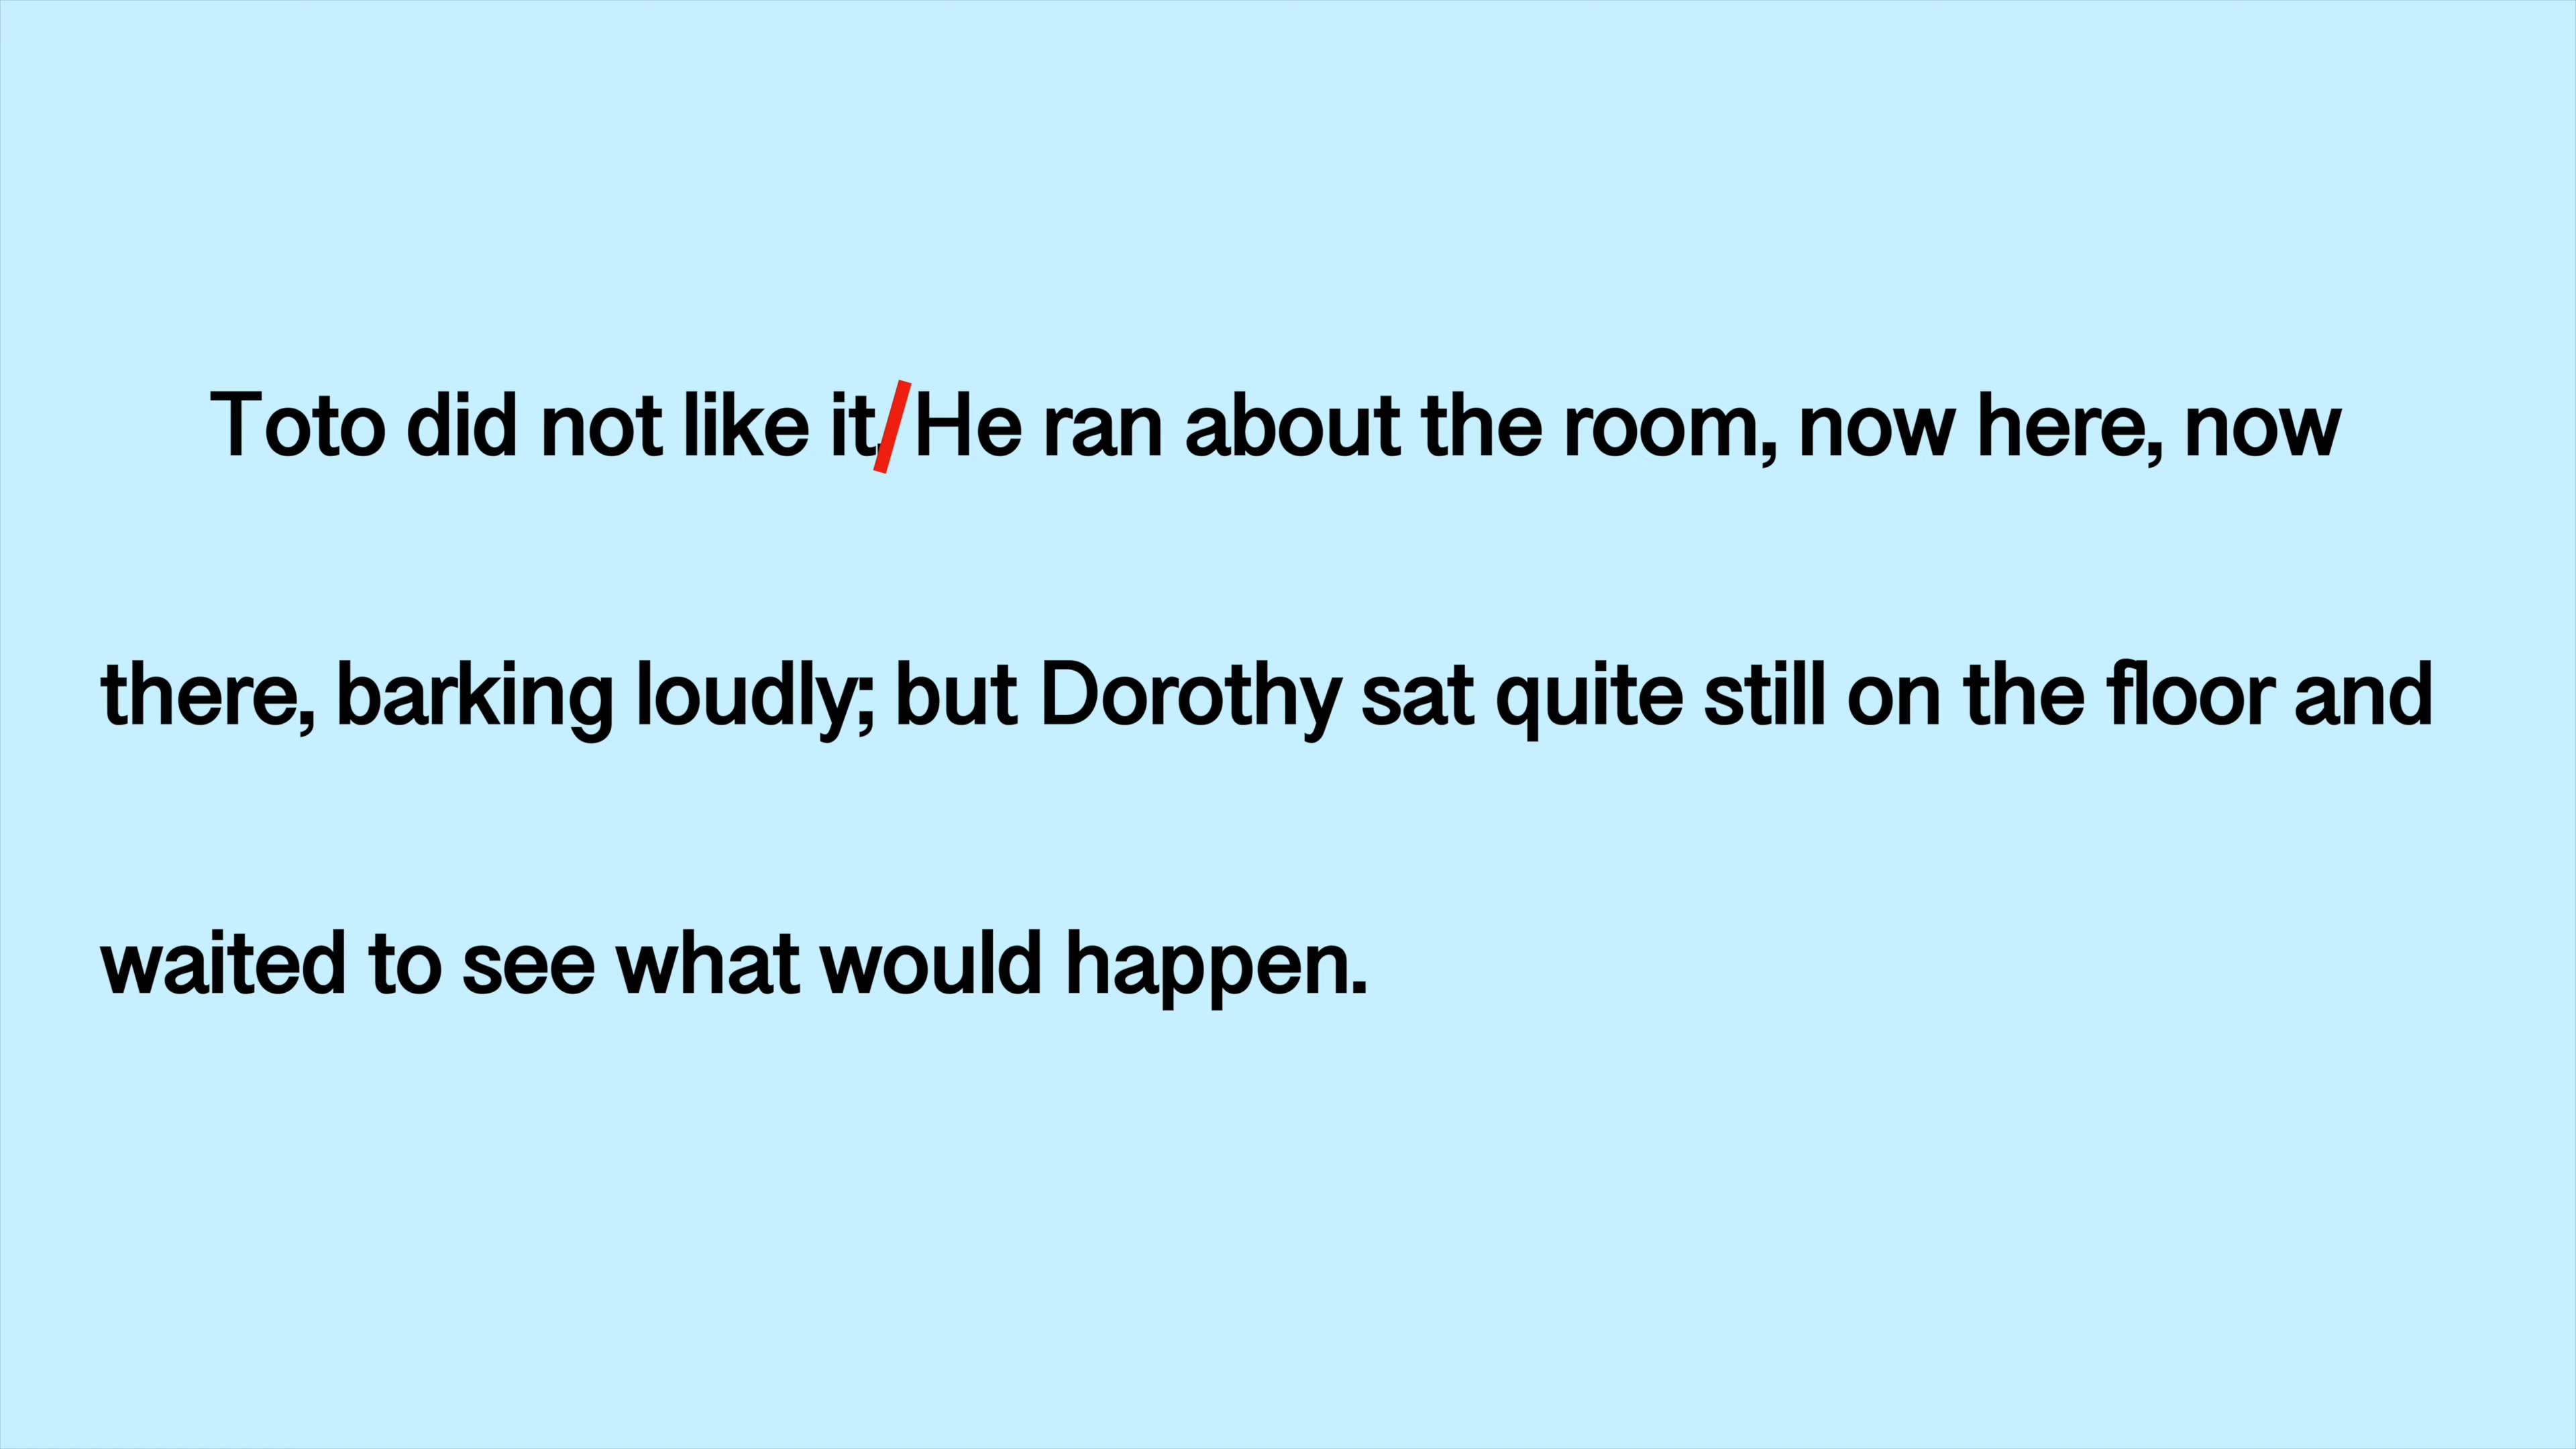 Toto did not like it./He ran about the room, now here, now
there, barking loudly; but Dorothy sat quite still on the floor and
waited to see what would happen.